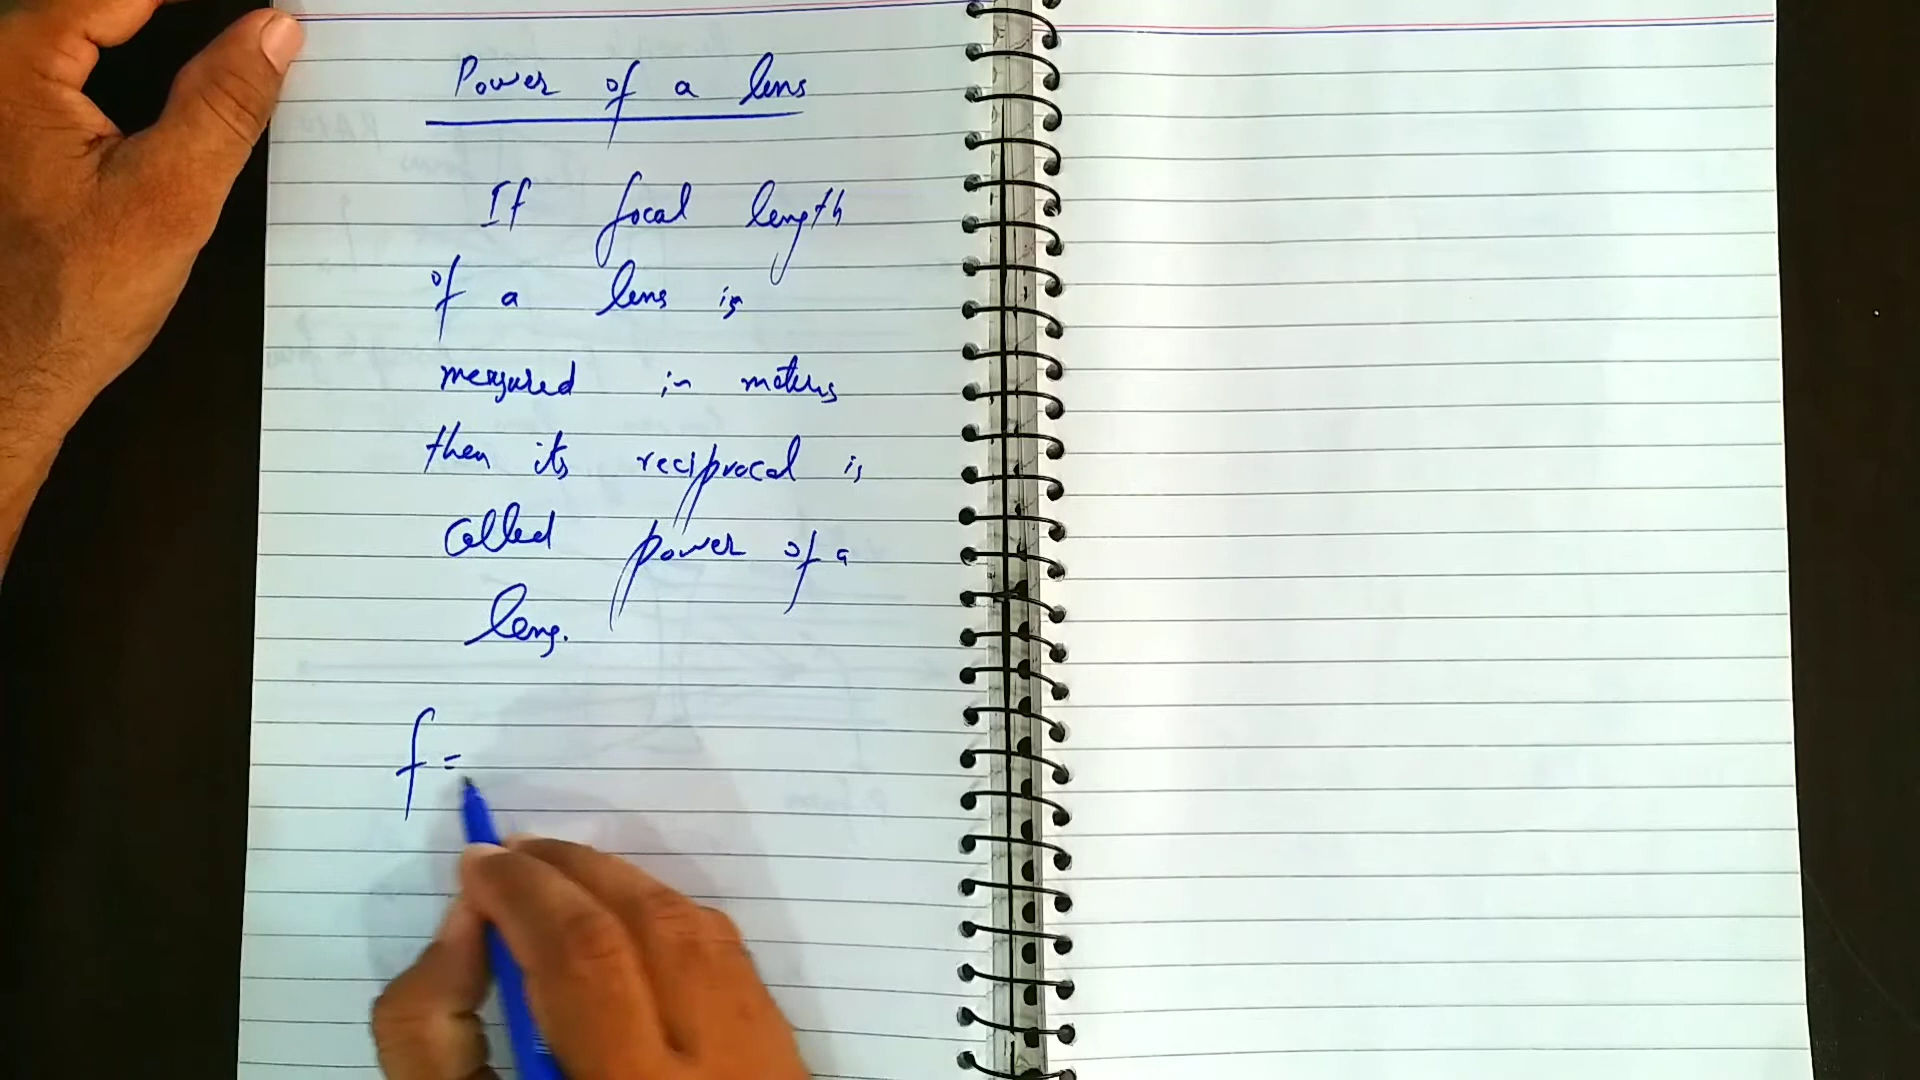 Power of a lens
If focal length
of a lens is
measured in meters
then its reciprocal is
called power of a
lens.
f =